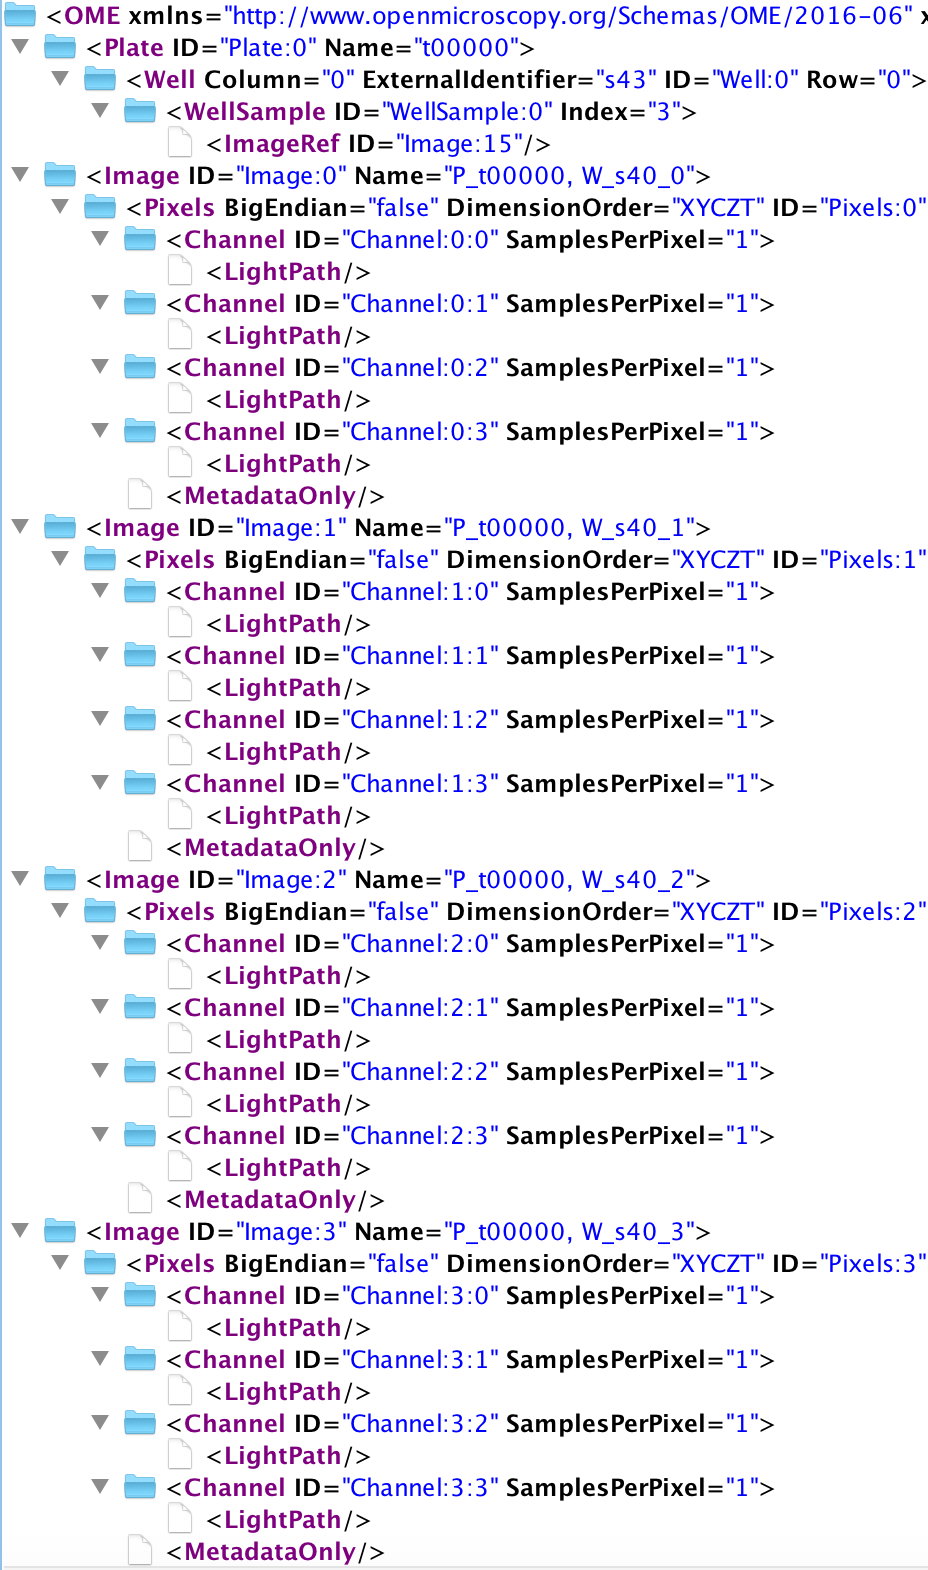 <OME xmlns="http://www.openmicroscopy.org/Schemas/OME/2016-06" x
<Plate ID="Plate:0" Name="t00000">
<Well Column="0" ExternalIdentifier="s43" ID="Well:0" Row="0">
<WellSample ID="WellSample:0" Index="3">
<ImageRef ID="Image:15"/>
<Image ID="Image:0" Name="P_t00000, W_s40_0">
<Pixels BigEndian="false" DimensionOrder="XYCZT" ID="Pixels:0"
<Channel ID="Channel:0:0" SamplesPerPixel="1">
<LightPath/>
<Channel ID="Channel:0:1" SamplesPerPixel="1">
<LightPath/>
<Channel ID="Channel:0:2" SamplesPerPixel="1">
<LightPath/>
<Channel ID="Channel:0:3" SamplesPerPixel="1">
<LightPath/>
<MetadataOnly/>
<Image ID="Image:1" Name="P_t00000, W_s40_1">
<Pixels BigEndian="false" DimensionOrder="XYCZT" ID="Pixels:1"
<Channel ID="Channel:1:0" SamplesPerPixel="1">
<LightPath/>
<Channel ID="Channel:1:1" SamplesPerPixel="1">
<LightPath/>
<Channel ID="Channel:1:2" SamplesPerPixel="1">
<LightPath/>
<Channel ID="Channel:1:3" SamplesPerPixel="1">
<LightPath/>
<MetadataOnly/>
<Image ID="Image:2" Name="P_t00000, W_s40_2">
<Pixels BigEndian="false" DimensionOrder="XYCZT" ID="Pixels:2"
<Channel ID="Channel:2:0" SamplesPerPixel="1">
<LightPath/>
<Channel ID="Channel:2:1" SamplesPerPixel="1">
<LightPath/>
<Channel ID="Channel:2:2" SamplesPerPixel="1">
<LightPath/>
<Channel ID="Channel:2:3" SamplesPerPixel="1">
<LightPath/>
<MetadataOnly/>
<Image ID="Image:3" Name="P_t00000, W_s40_3">
<Pixels BigEndian="false" DimensionOrder="XYCZT" ID="Pixels:3"
<Channel ID="Channel:3:0" SamplesPerPixel="1">
<LightPath/>
<Channel ID="Channel:3:1" SamplesPerPixel="1">
<LightPath/>
<Channel ID="Channel:3:2" SamplesPerPixel="1">
<LightPath/>
<Channel ID="Channel:3:3" SamplesPerPixel="1">
<LightPath/>
<MetadataOnly/>